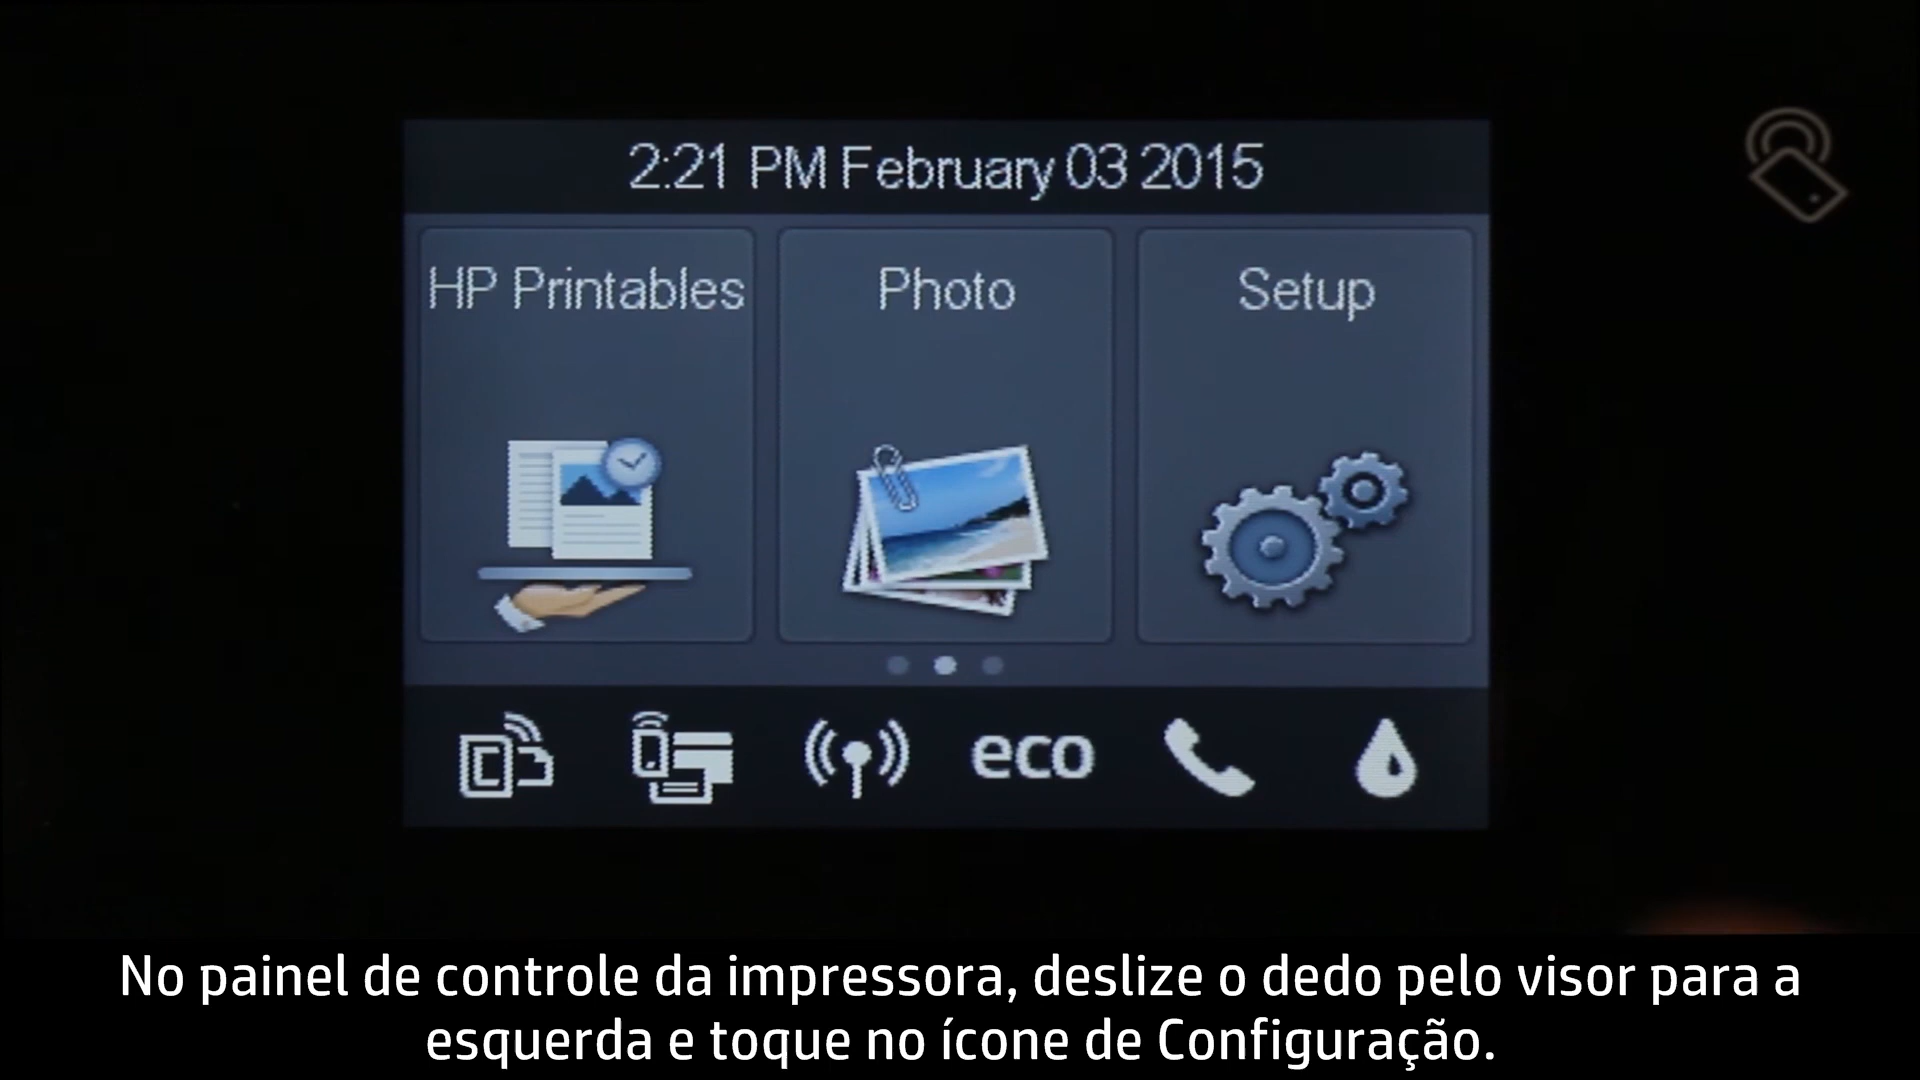 2:21 PM February 03 2015
HP Printables
Photo
Setup
eco
No painel de controle da impressora, deslize o dedo pelo visor para a
esquerda e toque no ícone de Configuração.